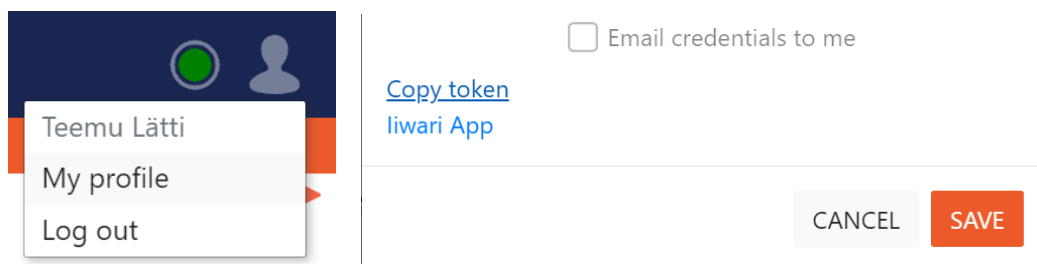 Teemu Lätti
My profile
Log out
Email credentials to me
Copy token
Iiwari App
CANCEL
SAVE